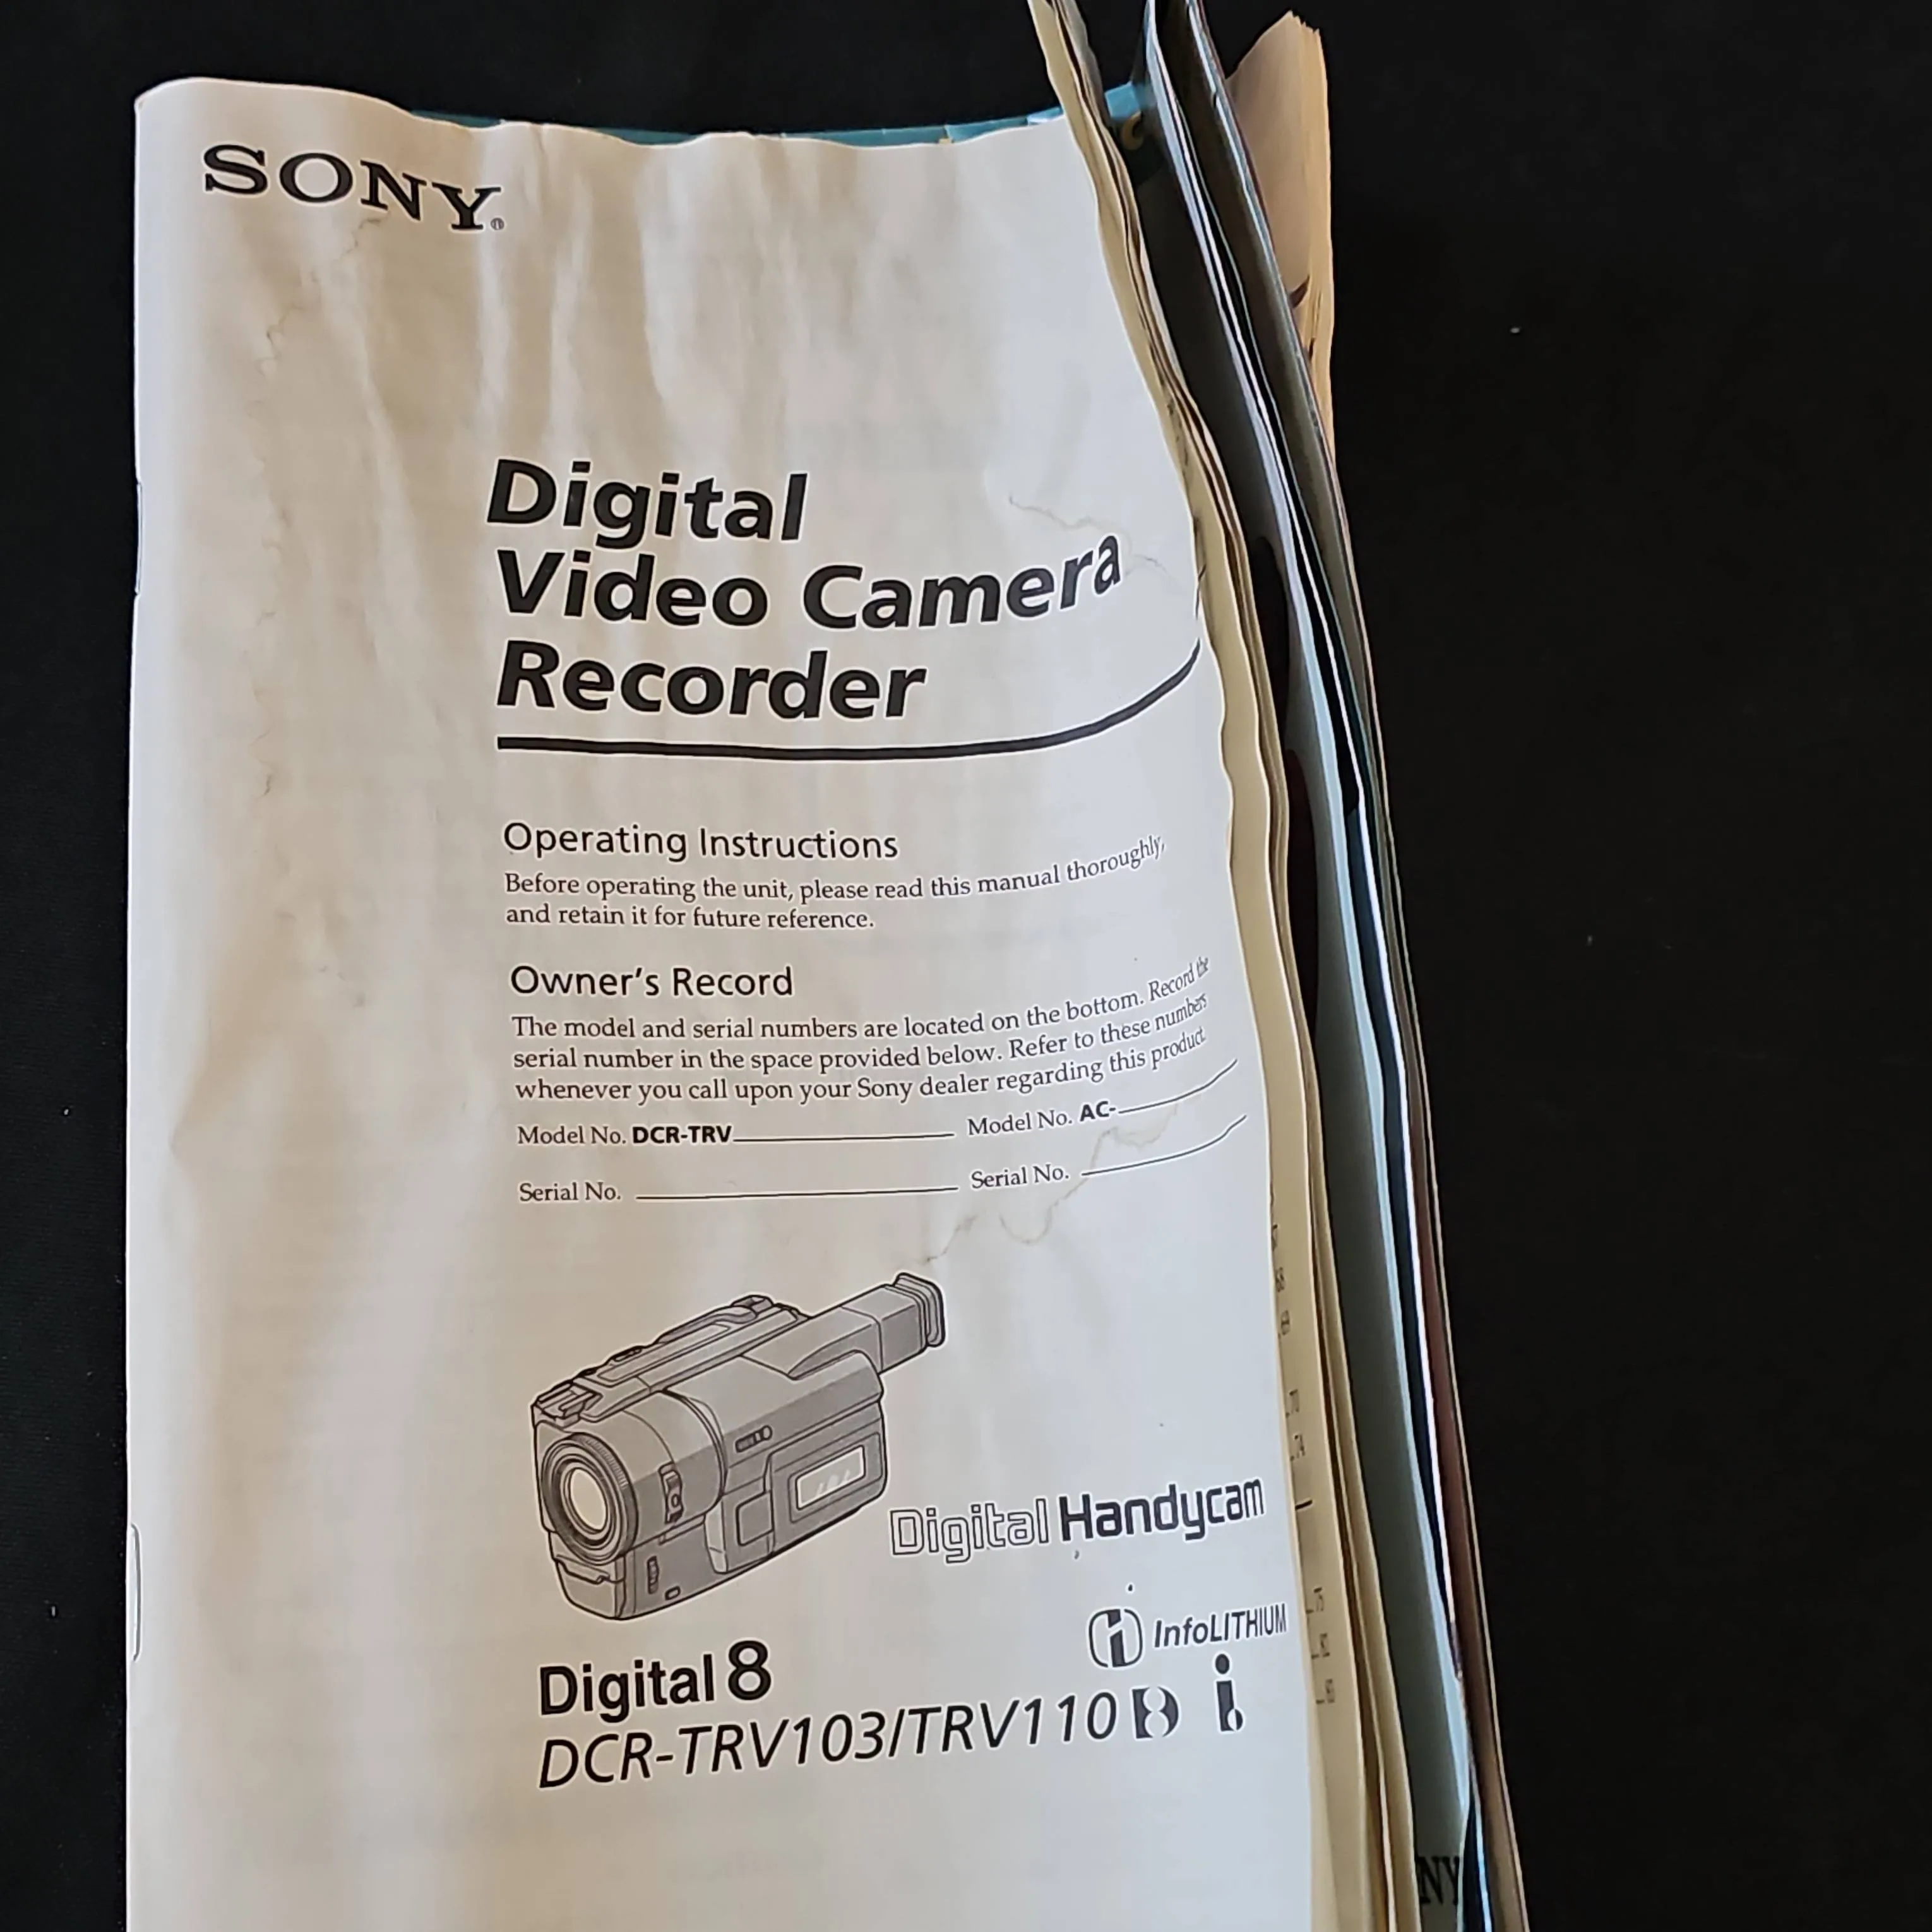 SONY®
Digital
Video Camera
Recorder
Operating Instructions
Before operating the unit, please read this manual thoroughly,
and retain it for future reference.
Owner's Record
The model and serial numbers are located on the bottom. Record the
serial number in the space provided below. Refer to these numbers
whenever you call upon your Sony dealer regarding this product.
Model No. DCR-TRV Model No. AC-
Serial No. Serial No.
Digital Handycam
InfoLITHIUM
Digital 8
DCR-TRV103/TRV110 8 i
NY